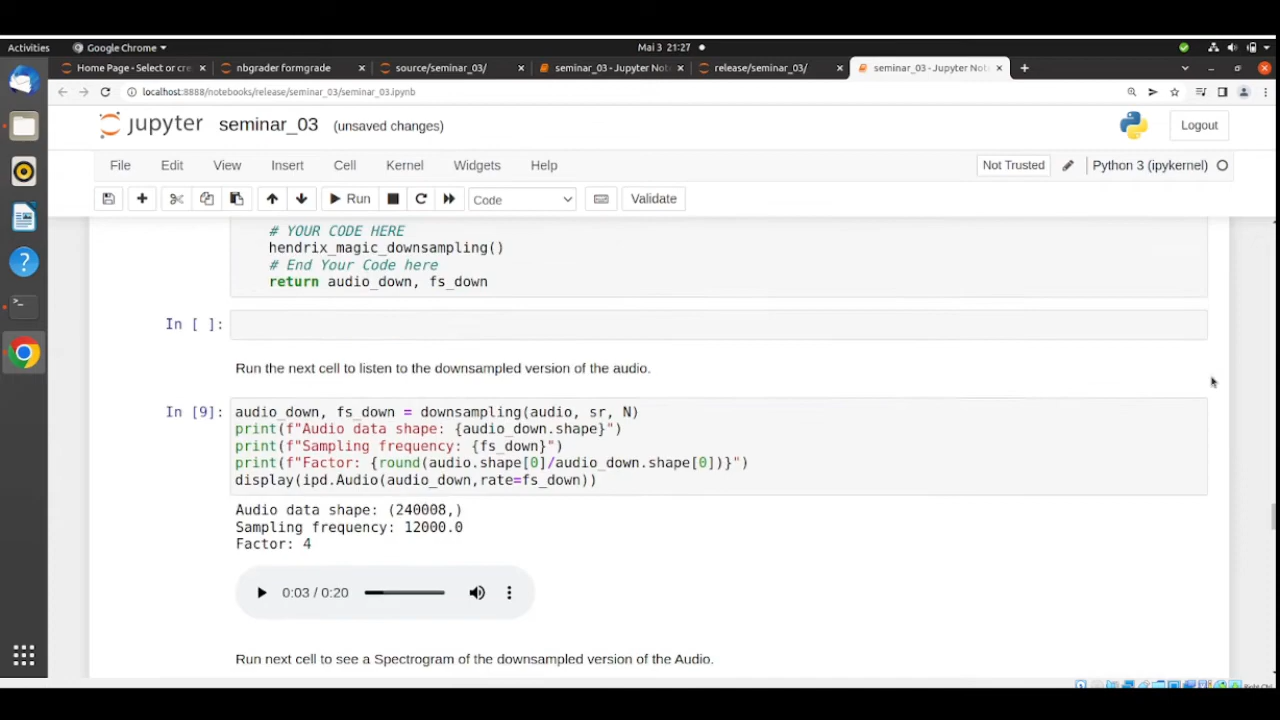 Activities
Google Chrome
Mai 3 21:27
Home Page - Select or cre
nbgrader formgrade
source/seminar_03/
seminar_03 - Jupyter Not
release/seminar_03/
seminar_03 - Jupyter Not
localhost:8888/notebooks/release/seminar_03/seminar_03.ipynb
jupyter seminar_03 (unsaved changes)
Logout
File Edit View Insert Cell Kernel Widgets Help
Not Trusted
Python 3 (ipykernel)
Run
Code
Validate
# YOUR CODE HERE
hendrix_magic_downsampling()
# End Your Code here
return audio_down, fs_down
In [ ]:
Run the next cell to listen to the downsampled version of the audio.
In [9]:
audio_down, fs_down = downsampling(audio, sr, N)
print(f"Audio data shape: {audio_down.shape}")
print(f"Sampling frequency: {fs_down}")
print(f"Factor: {round(audio.shape[0]/audio_down.shape[0])}")
display(ipd.Audio(audio_down,rate=fs_down))
Audio data shape: (240008,)
Sampling frequency: 12000.0
Factor: 4
0:03 / 0:20
Run next cell to see a Spectrogram of the downsampled version of the Audio.